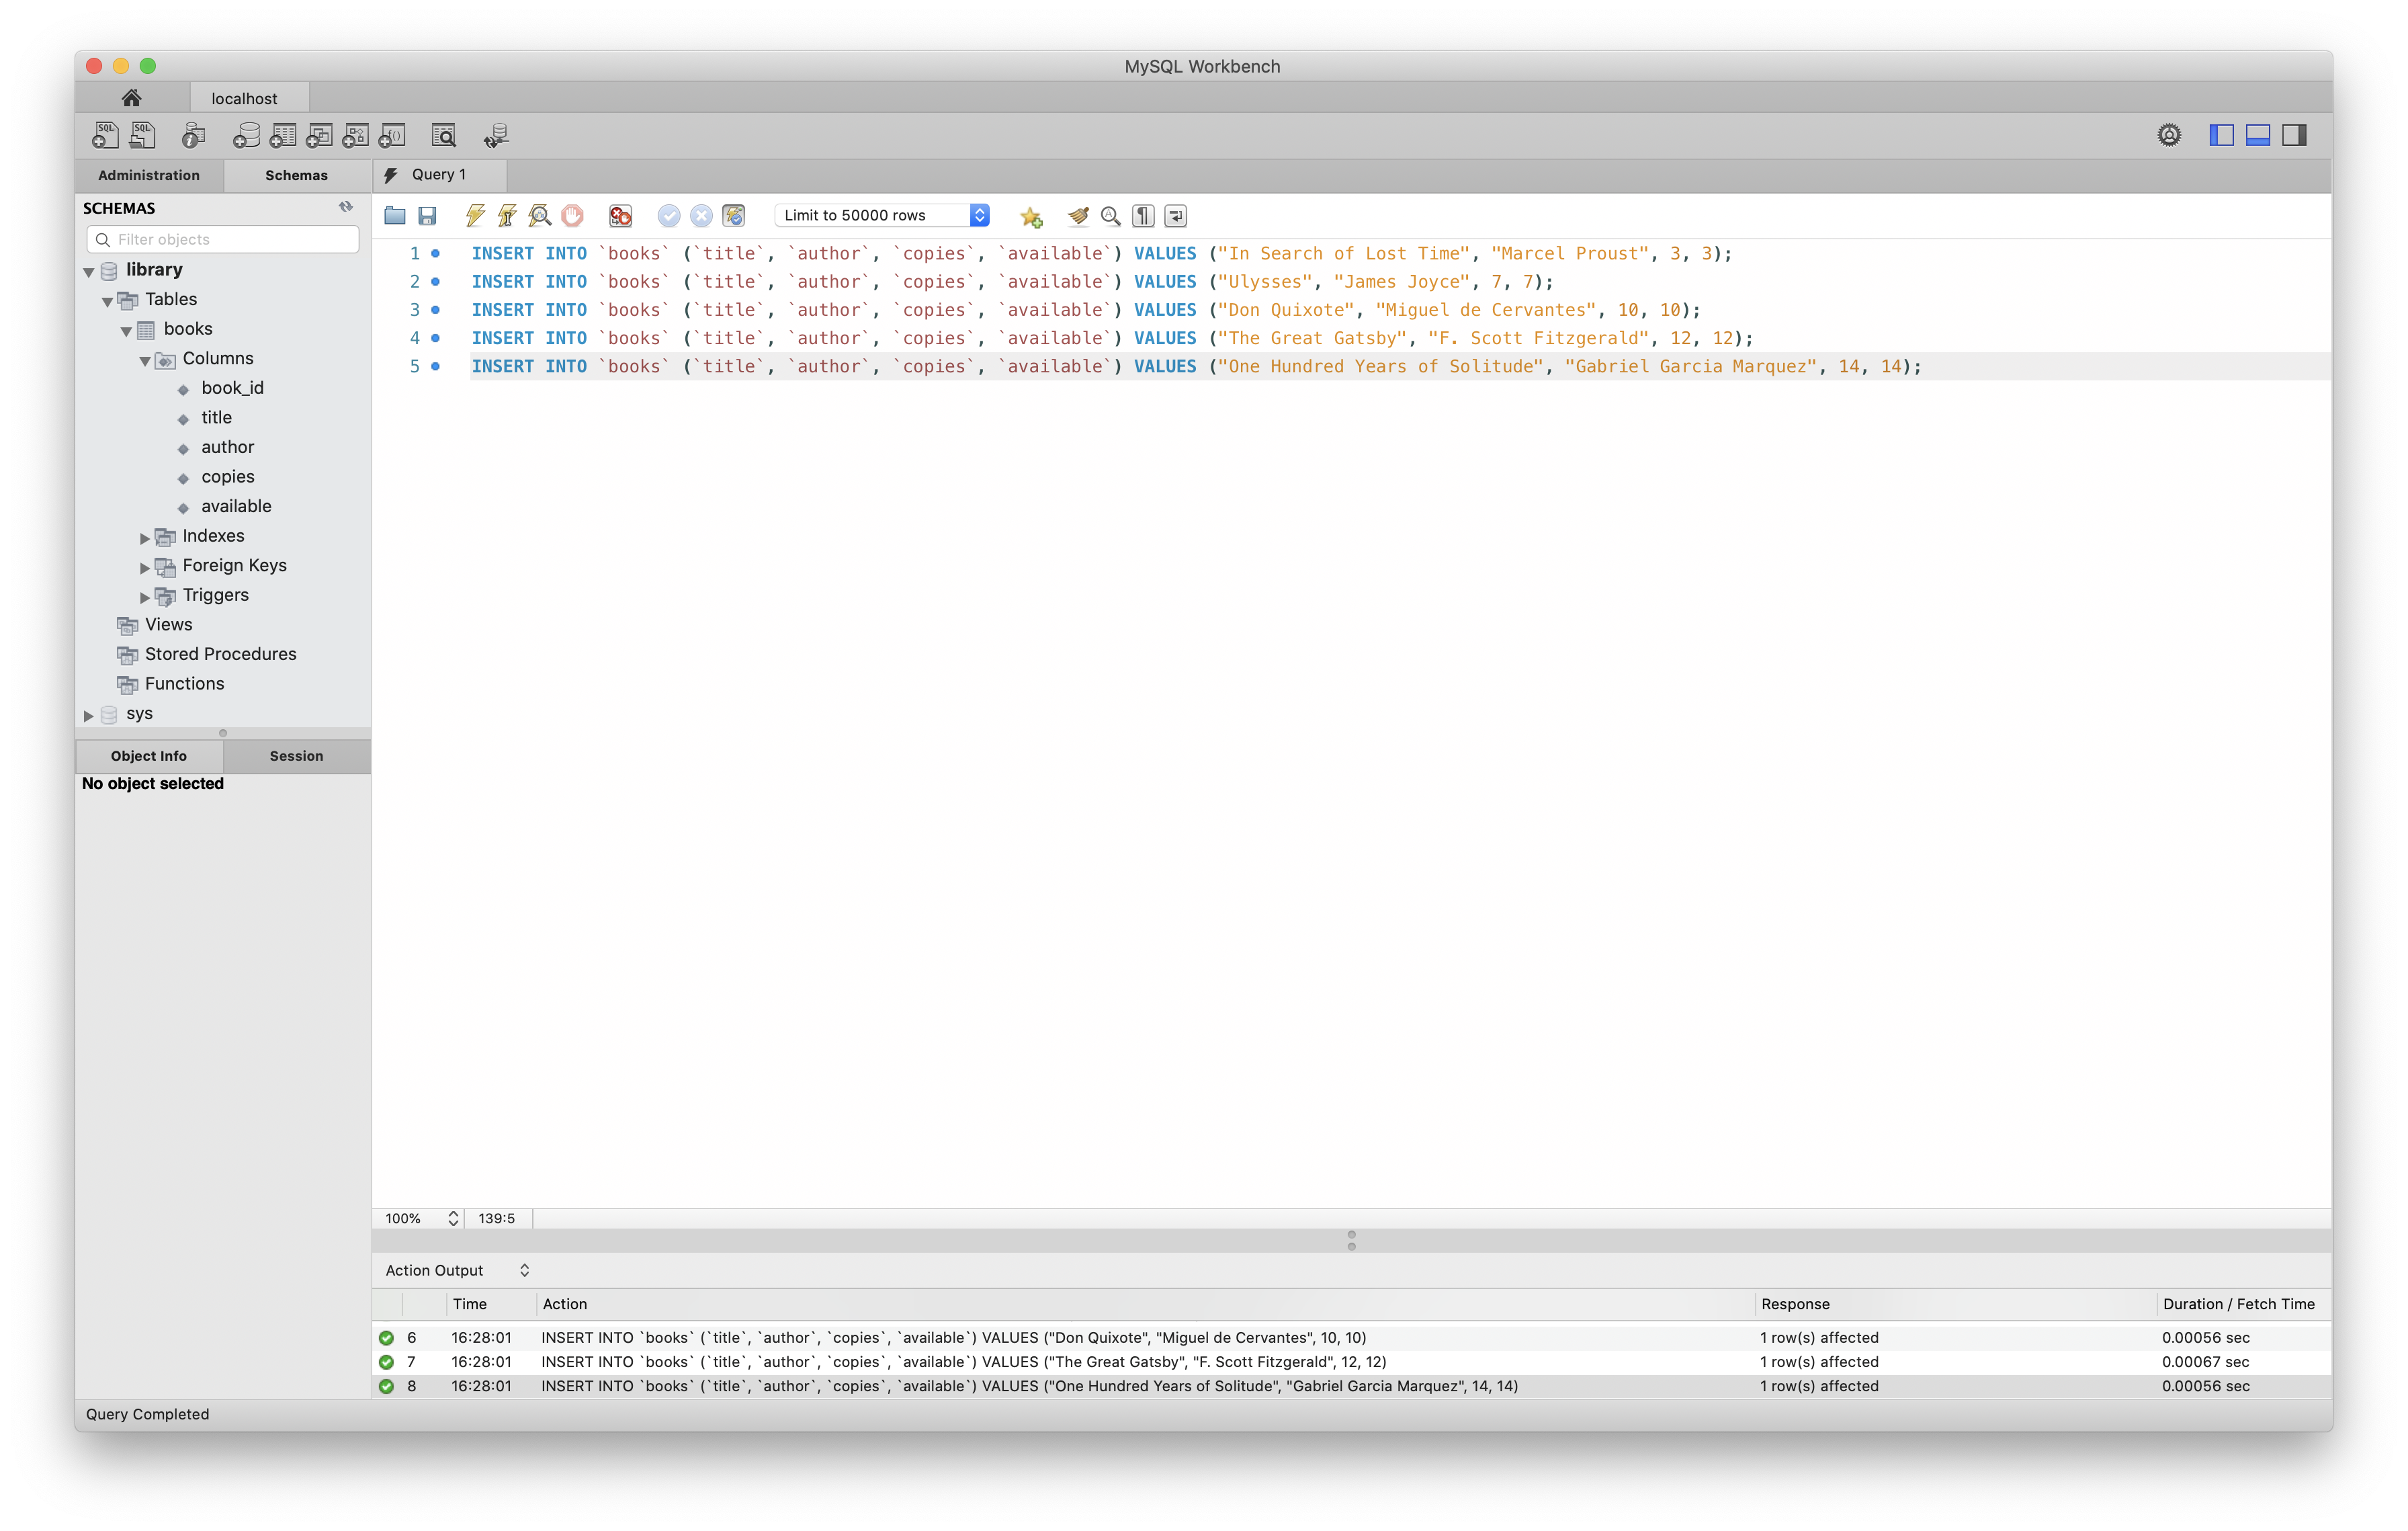 MySQL Workbench
localhost
Administration Schemas Query 1
SCHEMAS
Filter objects
Limit to 50000 rows
library
Tables
books
Columns
book_id
title
author
copies
available
Indexes
Foreign Keys
Triggers
Views
Stored Procedures
Functions
sys
Object Info Session
No object selected
1 INSERT INTO `books` (`title`, `author`, `copies`, `available`) VALUES ("In Search of Lost Time", "Marcel Proust", 3, 3);
2 INSERT INTO `books` (`title`, `author`, `copies`, `available`) VALUES ("Ulysses", "James Joyce", 7, 7);
3 INSERT INTO `books` (`title`, `author`, `copies`, `available`) VALUES ("Don Quixote", "Miguel de Cervantes", 10, 10);
4 INSERT INTO `books` (`title`, `author`, `copies`, `available`) VALUES ("The Great Gatsby", "F. Scott Fitzgerald", 12, 12);
5 INSERT INTO `books` (`title`, `author`, `copies`, `available`) VALUES ("One Hundred Years of Solitude", "Gabriel Garcia Marquez", 14, 14);
100% 139:5
Action Output
Time Action Response Duration / Fetch Time
6 16:28:01 INSERT INTO `books` (`title`, `author`, `copies`, `available`) VALUES ("Don Quixote", "Miguel de Cervantes", 10, 10) 1 row(s) affected 0.00056 sec
7 16:28:01 INSERT INTO `books` (`title`, `author`, `copies`, `available`) VALUES ("The Great Gatsby", "F. Scott Fitzgerald", 12, 12) 1 row(s) affected 0.00067 sec
8 16:28:01 INSERT INTO `books` (`title`, `author`, `copies`, `available`) VALUES ("One Hundred Years of Solitude", "Gabriel Garcia Marquez", 14, 14) 1 row(s) affected 0.00056 sec
Query Completed